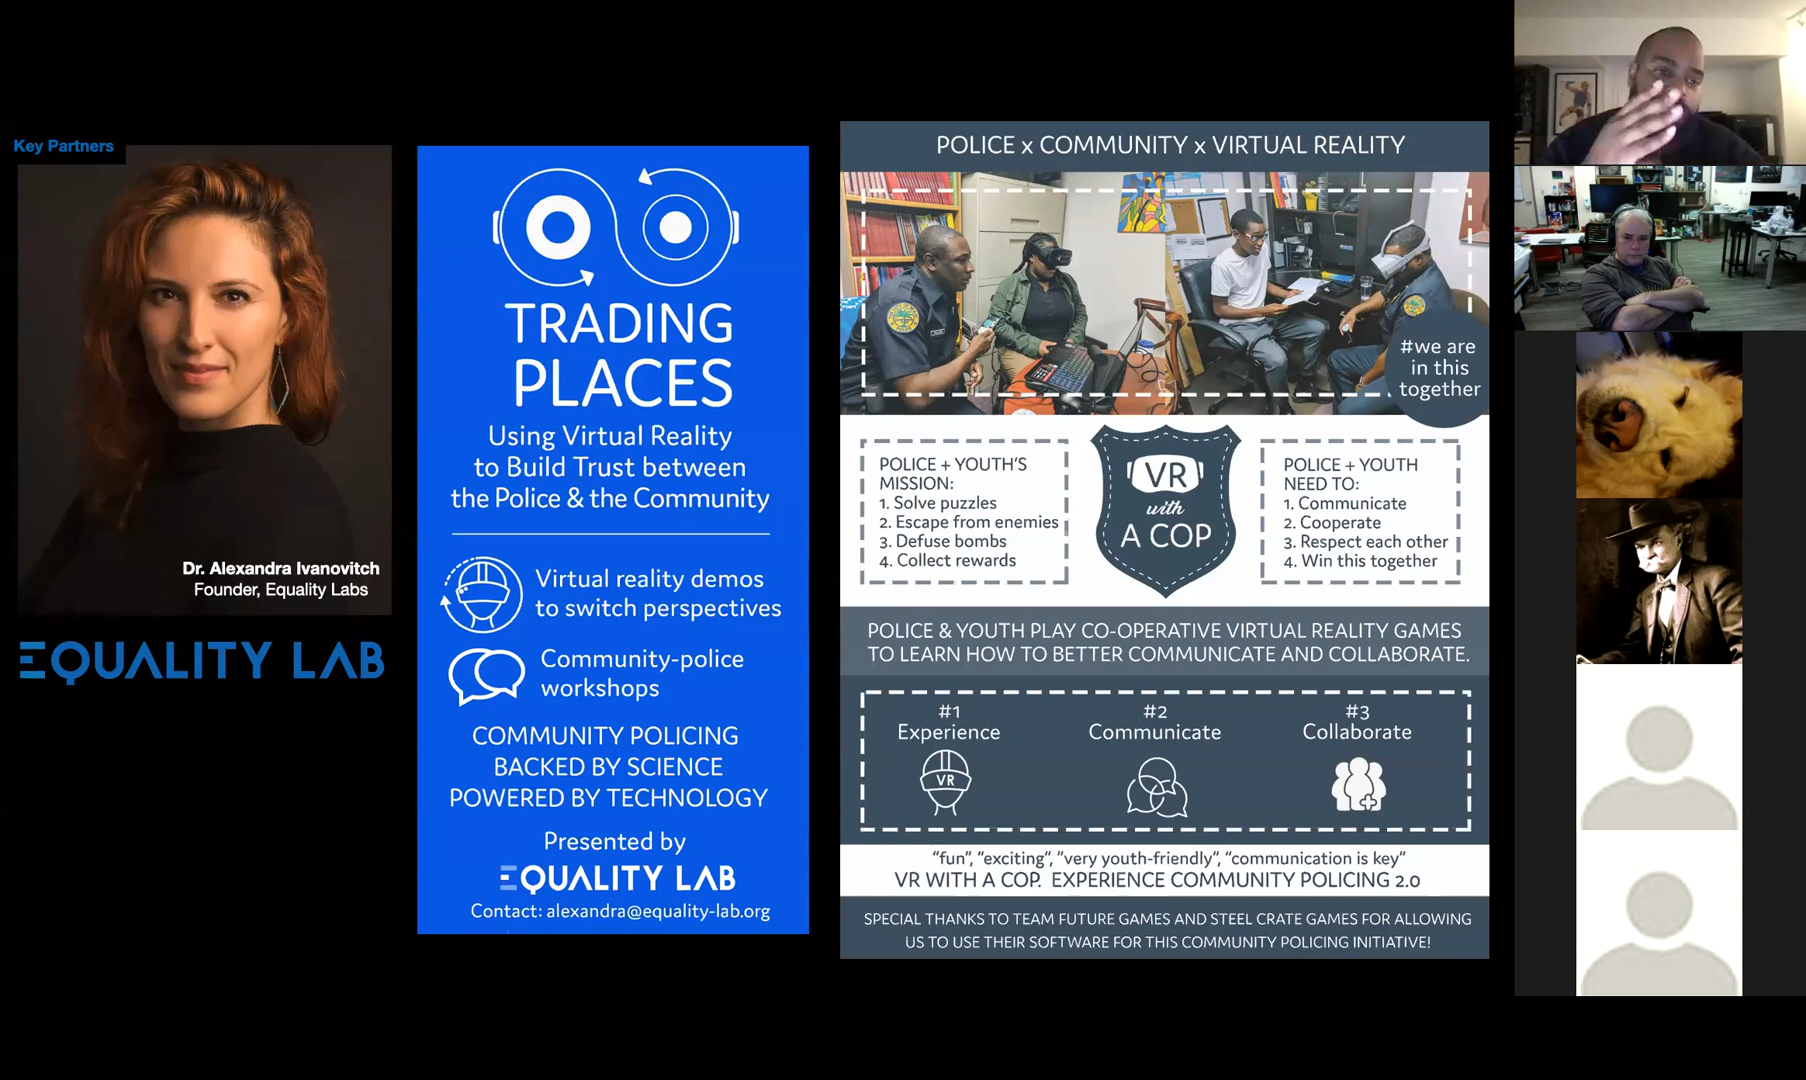 Key Partners
Dr. Alexandra Ivanovitch
Founder, Equality Labs
EQUALITY LAB
TRADING
PLACES
Using Virtual Reality
to Build Trust between
the Police & the Community
Virtual reality demos
to switch perspectives
Community-police
workshops
COMMUNITY POLICING
BACKED BY SCIENCE
POWERED BY TECHNOLOGY
Presented by
EQUALITY LAB
Contact: alexandra@equality-lab.org
POLICE x COMMUNITY x VIRTUAL REALITY
#we are
in this
together
POLICE + YOUTH'S
MISSION:
1. Solve puzzles
2. Escape from enemies
3. Defuse bombs
4. Collect rewards
VR
with
A COP
POLICE + YOUTH
NEED TO:
1. Communicate
2. Cooperate
3. Respect each other
4. Win this together
POLICE & YOUTH PLAY CO-OPERATIVE VIRTUAL REALITY GAMES
TO LEARN HOW TO BETTER COMMUNICATE AND COLLABORATE.
#1
Experience
VR
#2
Communicate
#3
Collaborate
“fun”, “exciting”, “very youth-friendly”, “communication is key”
VR WITH A COP. EXPERIENCE COMMUNITY POLICING 2.0
SPECIAL THANKS TO TEAM FUTURE GAMES AND STEEL CRATE GAMES FOR ALLOWING
US TO USE THEIR SOFTWARE FOR THIS COMMUNITY POLICING INITIATIVE!